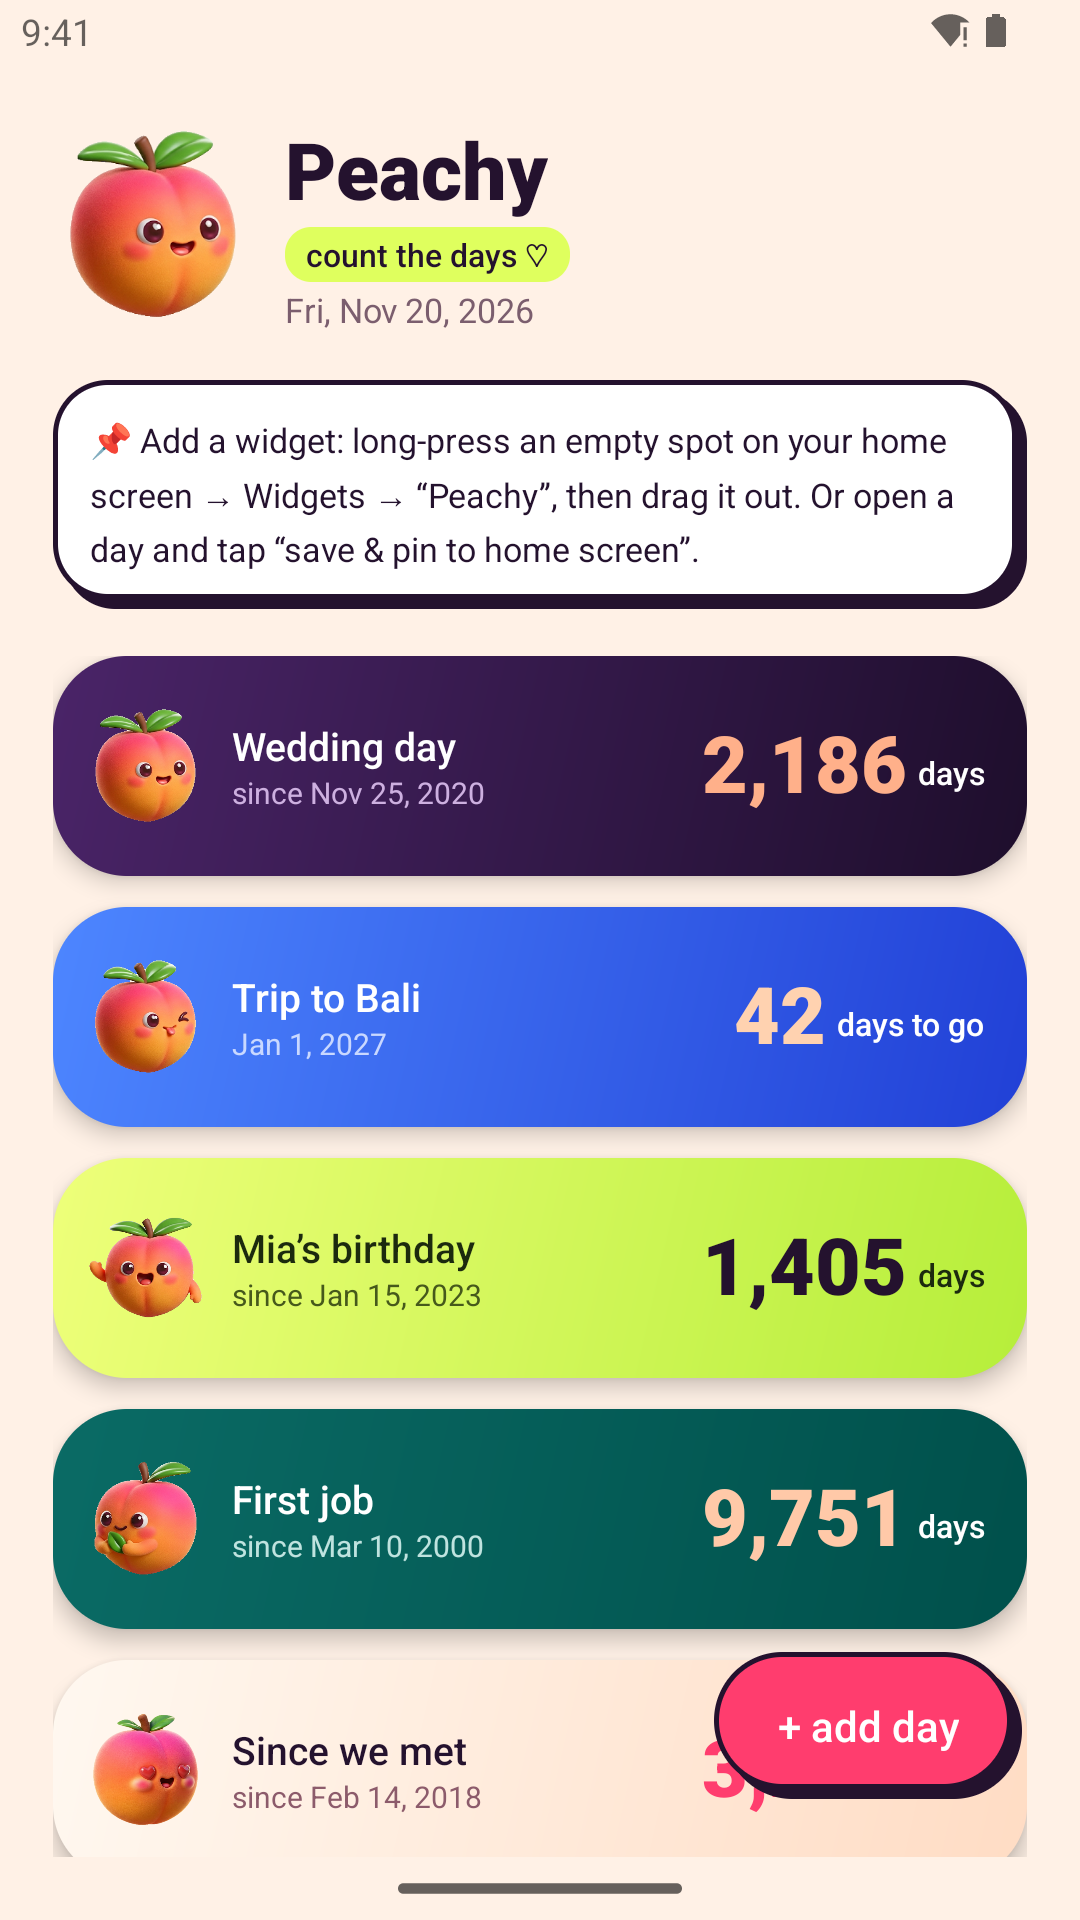 9:41
Peachy
count the days ♡
Fri, Nov 20, 2026
📌 Add a widget: long-press an empty spot on your home
screen → Widgets → “Peachy”, then drag it out. Or open a
day and tap “save & pin to home screen”.
Wedding day
since Nov 25, 2020
2,186 days
Trip to Bali
Jan 1, 2027
42 days to go
Mia’s birthday
since Jan 15, 2023
1,405 days
First job
since Mar 10, 2000
9,751 days
+ add day
Since we met
since Feb 14, 2018
3,